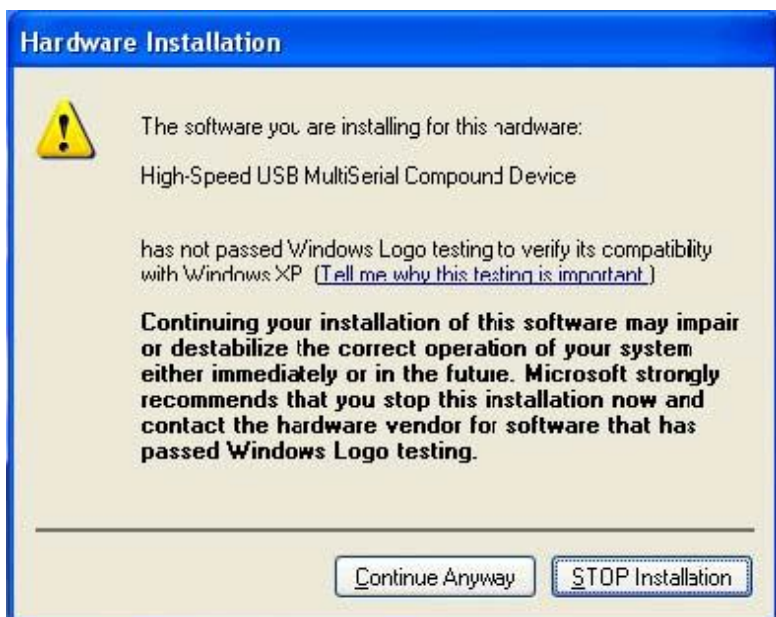 Hardware Installation
The software you are installing for this hardware:
High-Speed USB MultiSerial Compound Device
has not passed Windows Logo testing to verify its compatibility
with Windows XP. (Tell me why this testing is important.)
Continuing your installation of this software may impair
or destabilize the correct operation of your system
either immediately or in the future. Microsoft strongly
recommends that you stop this installation now and
contact the hardware vendor for software that has
passed Windows Logo testing.
Continue Anyway
STOP Installation